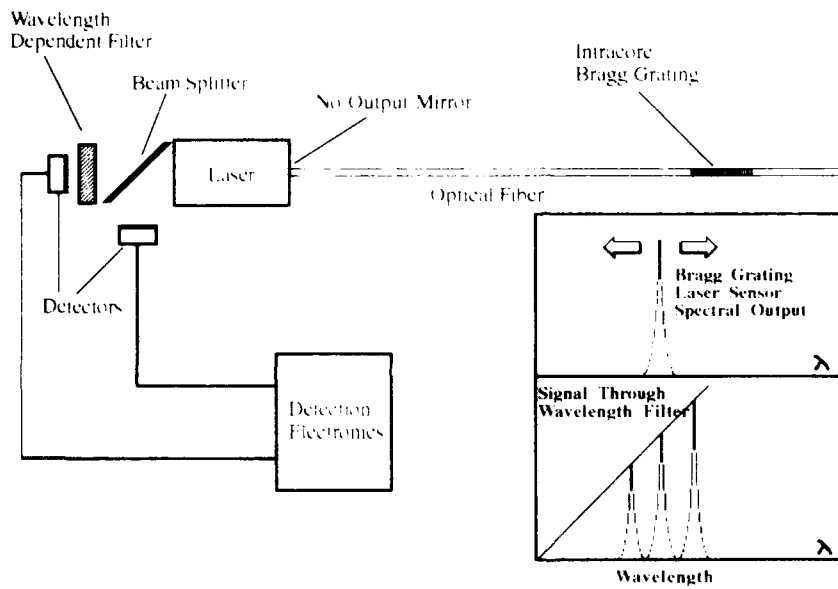 Wavelength
Dependent Filter
Beam Splitter
No Output Mirror
Intracore
Bragg Grating
Laser
Optical Fiber
Detectors
Detection
Electronics
Bragg Grating
Laser Sensor
Spectral Output
λ
Signal Through
Wavelength Filter
λ
Wavelength